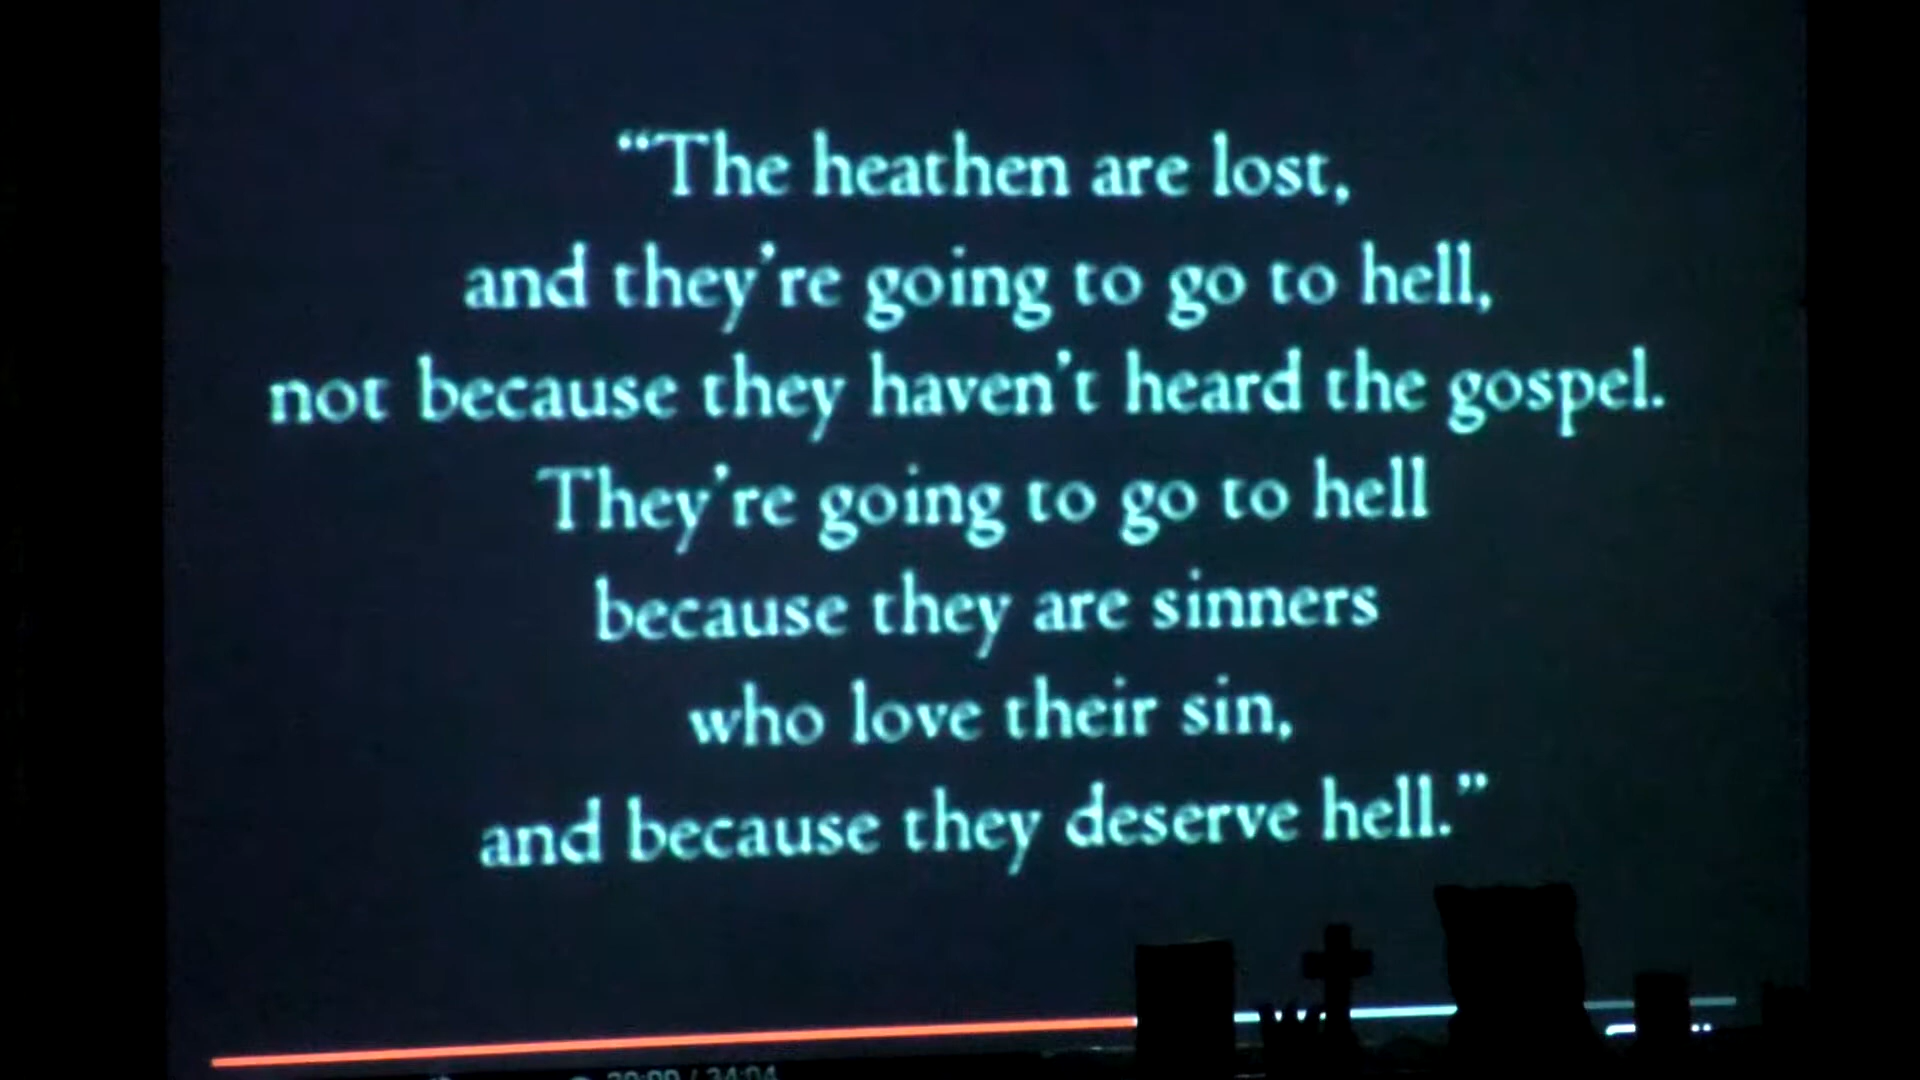 “The heathen are lost,
and they're going to go to hell,
not because they haven't heard the gospel.
They're going to go to hell
because they are sinners
who love their sin,
and because they deserve hell.”
34:04